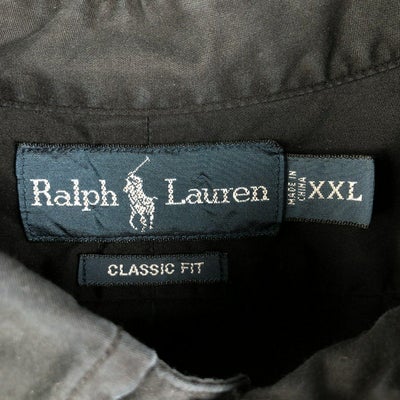 Ralph Lauren
MADE IN
CHINA
XXL
CLASSIC FIT